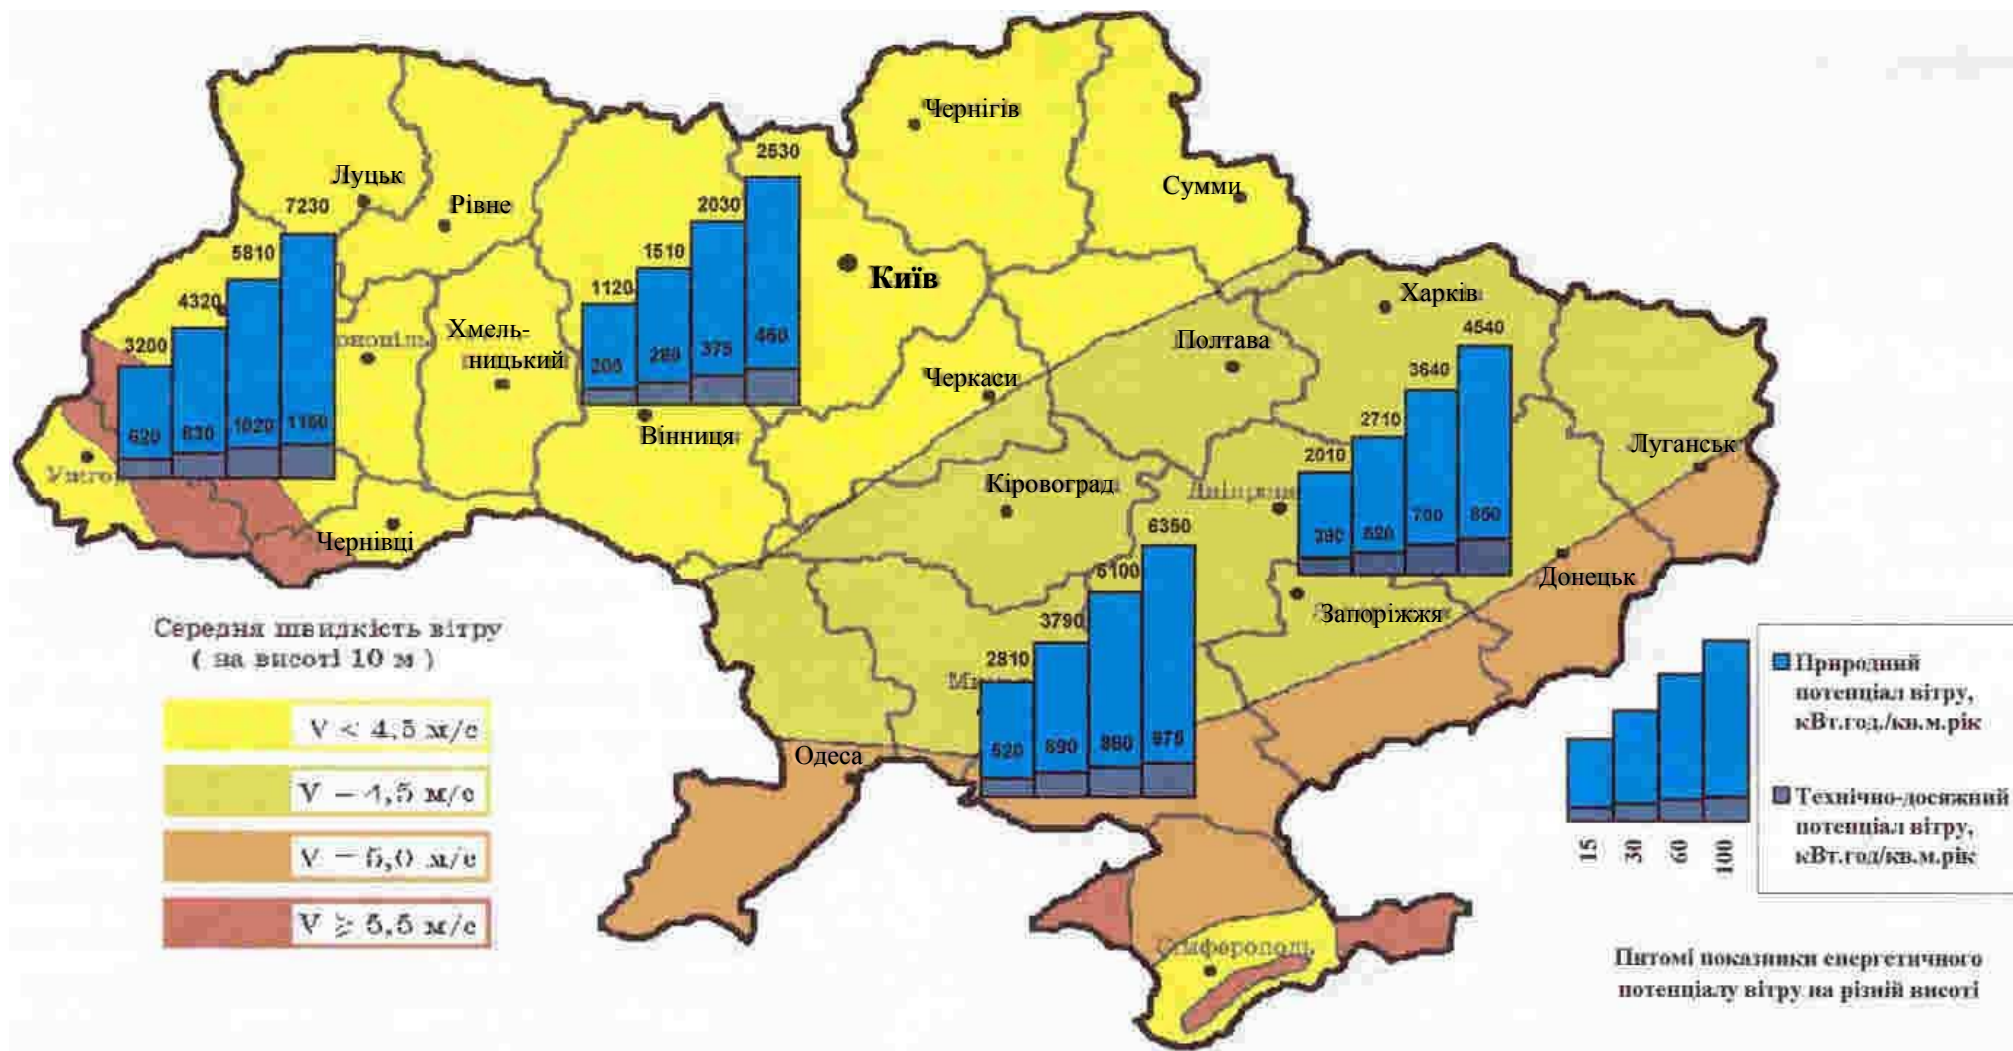 Чернігів
2530
Луцьк
Сумми
Рівне
7230
2030
5810
1510
Київ
1120
4320
Харків
Хмель-
ницький
3200
Полтава
4540
3640
280
375
460
Черкаси
2710
620
1020
1150
Вінниця
Луганськ
2010
Кіровоград
6350
Чернівці
390
520
700
850
6100
Донецьк
Запоріжжя
3790
2810
Середня швидкість вітру
( на висоті 10 м )
V < 4,5 м/с
V = 4,5 м/с
V = 5,0 м/с
V ≥ 5,5 м/с
Одеса
520
690
860
975
Природний
потенціал вітру,
кВт.год./кв.м.рік
Технічно-досяжний
потенціал вітру,
кВт.год/кв.м.рік
15
30
60
100
Сімферополь
Питомі показники енергетичного
потенціалу вітру на різній висоті